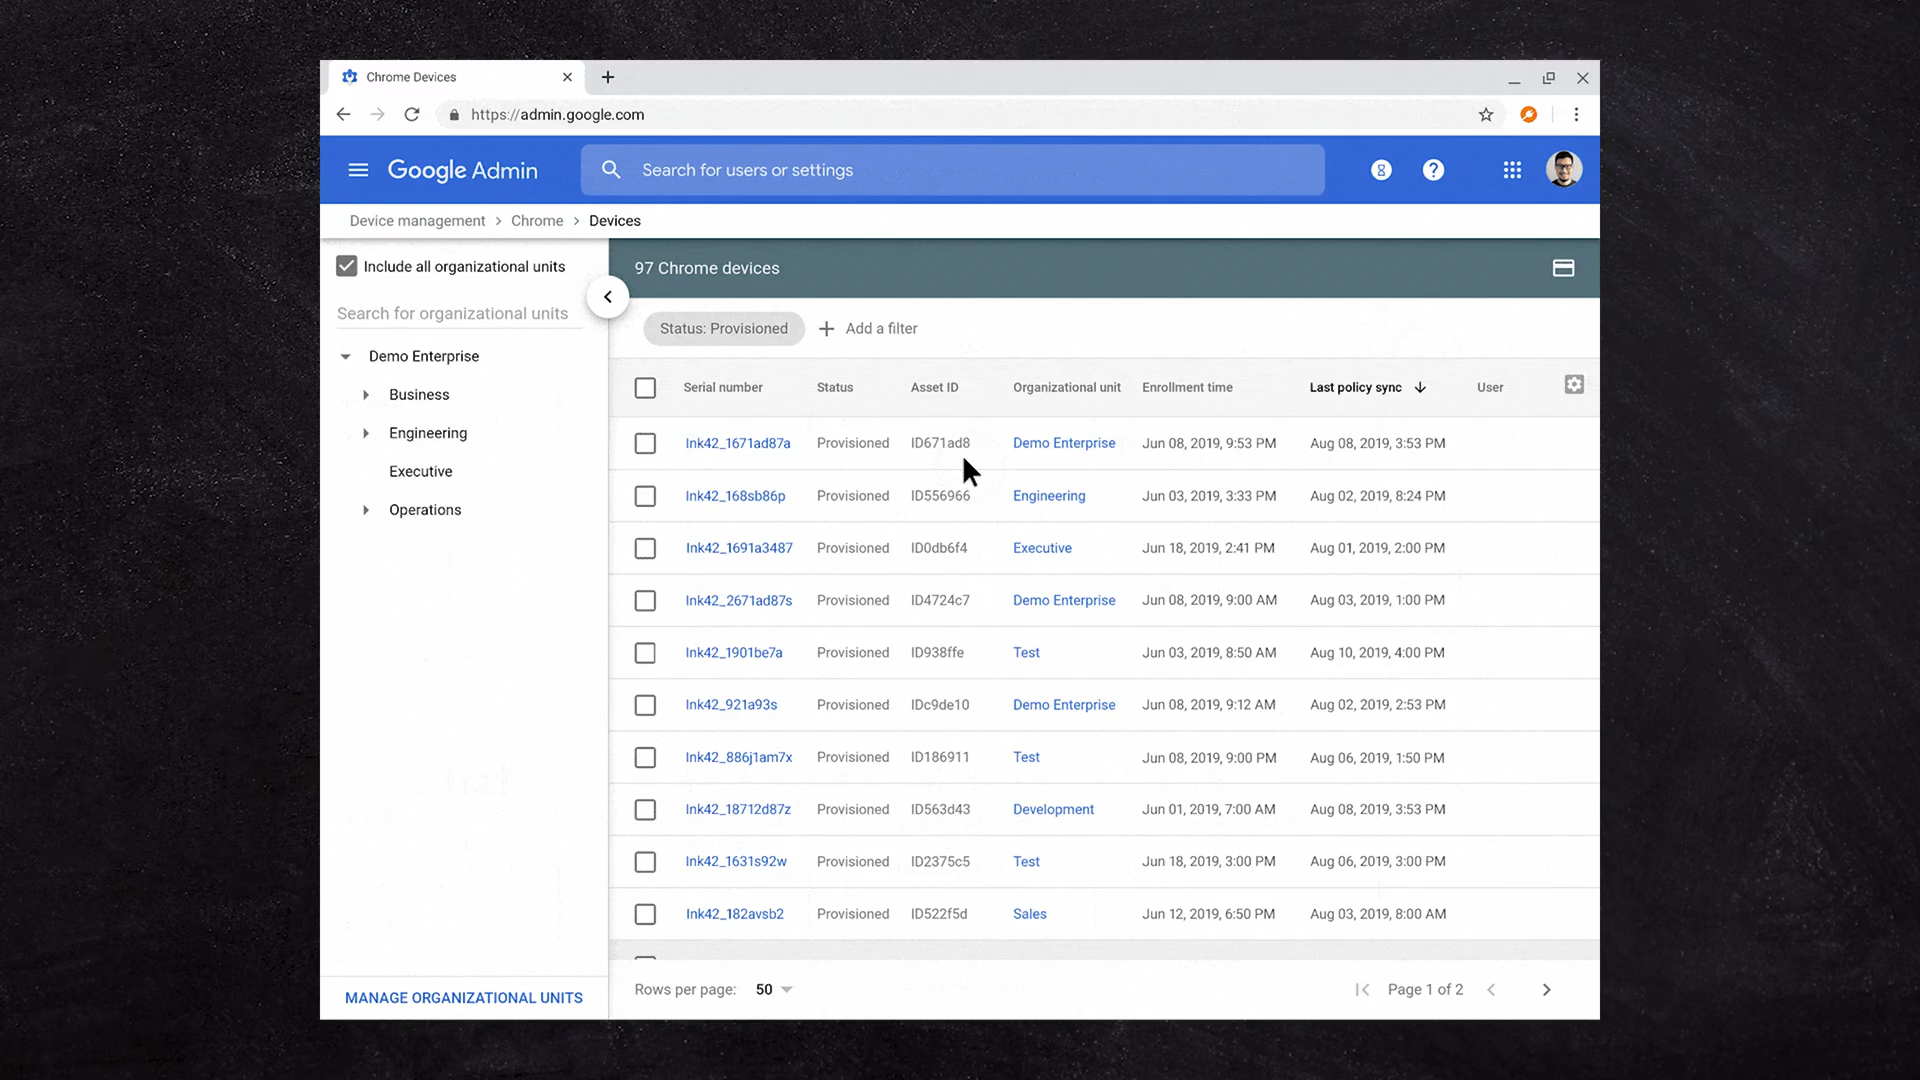 Chrome Devices
https://admin.google.com
Google Admin
Search for users or settings
Device management > Chrome > Devices
Include all organizational units
97 Chrome devices
Search for organizational units
Status: Provisioned
Add a filter
Demo Enterprise
Business
Engineering
Executive
Operations
Serial number Status Asset ID Organizational unit Enrollment time Last policy sync User
Ink42_1671ad87a Provisioned ID671ad8 Demo Enterprise Jun 08, 2019, 9:53 PM Aug 08, 2019, 3:53 PM
Ink42_168sb86p Provisioned ID556966 Engineering Jun 03, 2019, 3:33 PM Aug 02, 2019, 8:24 PM
Ink42_1691a3487 Provisioned ID0db6f4 Executive Jun 18, 2019, 2:41 PM Aug 01, 2019, 2:00 PM
Ink42_2671ad87s Provisioned ID4724c7 Demo Enterprise Jun 08, 2019, 9:00 AM Aug 03, 2019, 1:00 PM
Ink42_1901be7a Provisioned ID938ffe Test Jun 03, 2019, 8:50 AM Aug 10, 2019, 4:00 PM
Ink42_921a93s Provisioned IDc9de10 Demo Enterprise Jun 08, 2019, 9:12 AM Aug 02, 2019, 2:53 PM
Ink42_886j1am7x Provisioned ID186911 Test Jun 08, 2019, 9:00 PM Aug 06, 2019, 1:50 PM
Ink42_18712d87z Provisioned ID563d43 Development Jun 01, 2019, 7:00 AM Aug 08, 2019, 3:53 PM
Ink42_1631s92w Provisioned ID2375c5 Test Jun 18, 2019, 3:00 PM Aug 06, 2019, 3:00 PM
Ink42_182avsb2 Provisioned ID522f5d Sales Jun 12, 2019, 6:50 PM Aug 03, 2019, 8:00 AM
MANAGE ORGANIZATIONAL UNITS
Rows per page: 50
Page 1 of 2